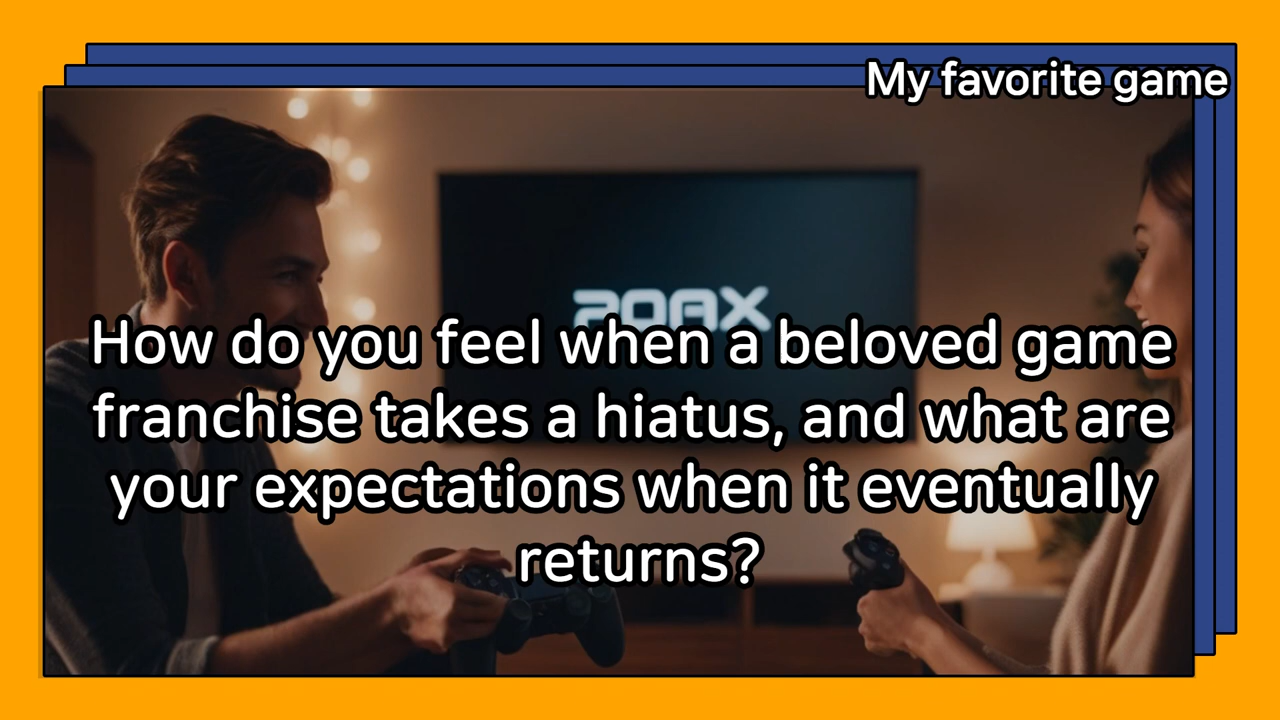 My favorite game
How do you feel when a beloved game
franchise takes a hiatus, and what are
your expectations when it eventually
returns?